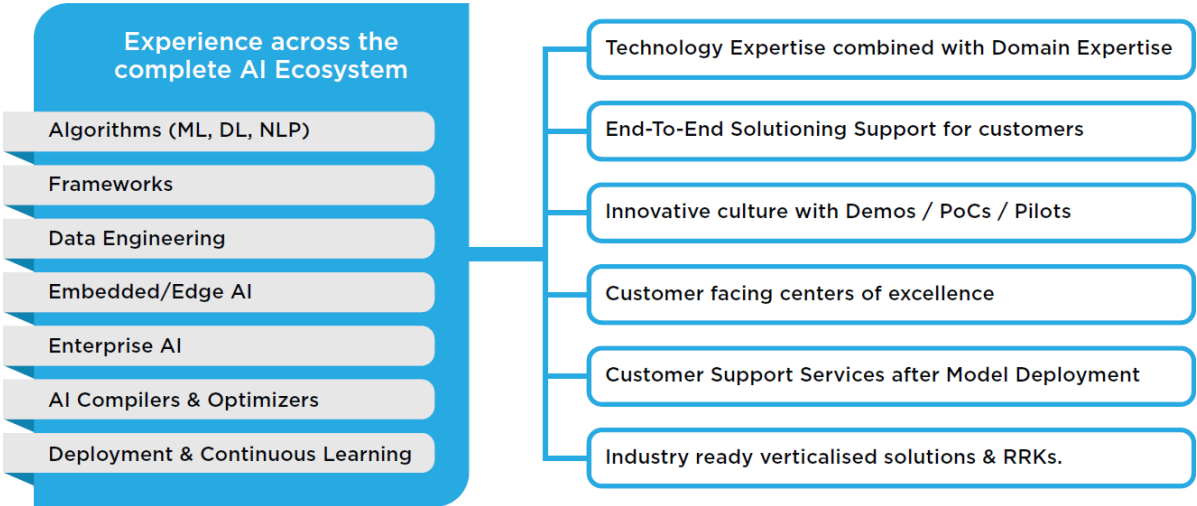 Experience across the
complete AI Ecosystem
Algorithms (ML, DL, NLP)
Frameworks
Data Engineering
Embedded/Edge AI
Enterprise AI
AI Compilers & Optimizers
Deployment & Continuous Learning
Technology Expertise combined with Domain Expertise
End-To-End Solutioning Support for customers
Innovative culture with Demos / PoCs / Pilots
Customer facing centers of excellence
Customer Support Services after Model Deployment
Industry ready verticalised solutions & RRKs.